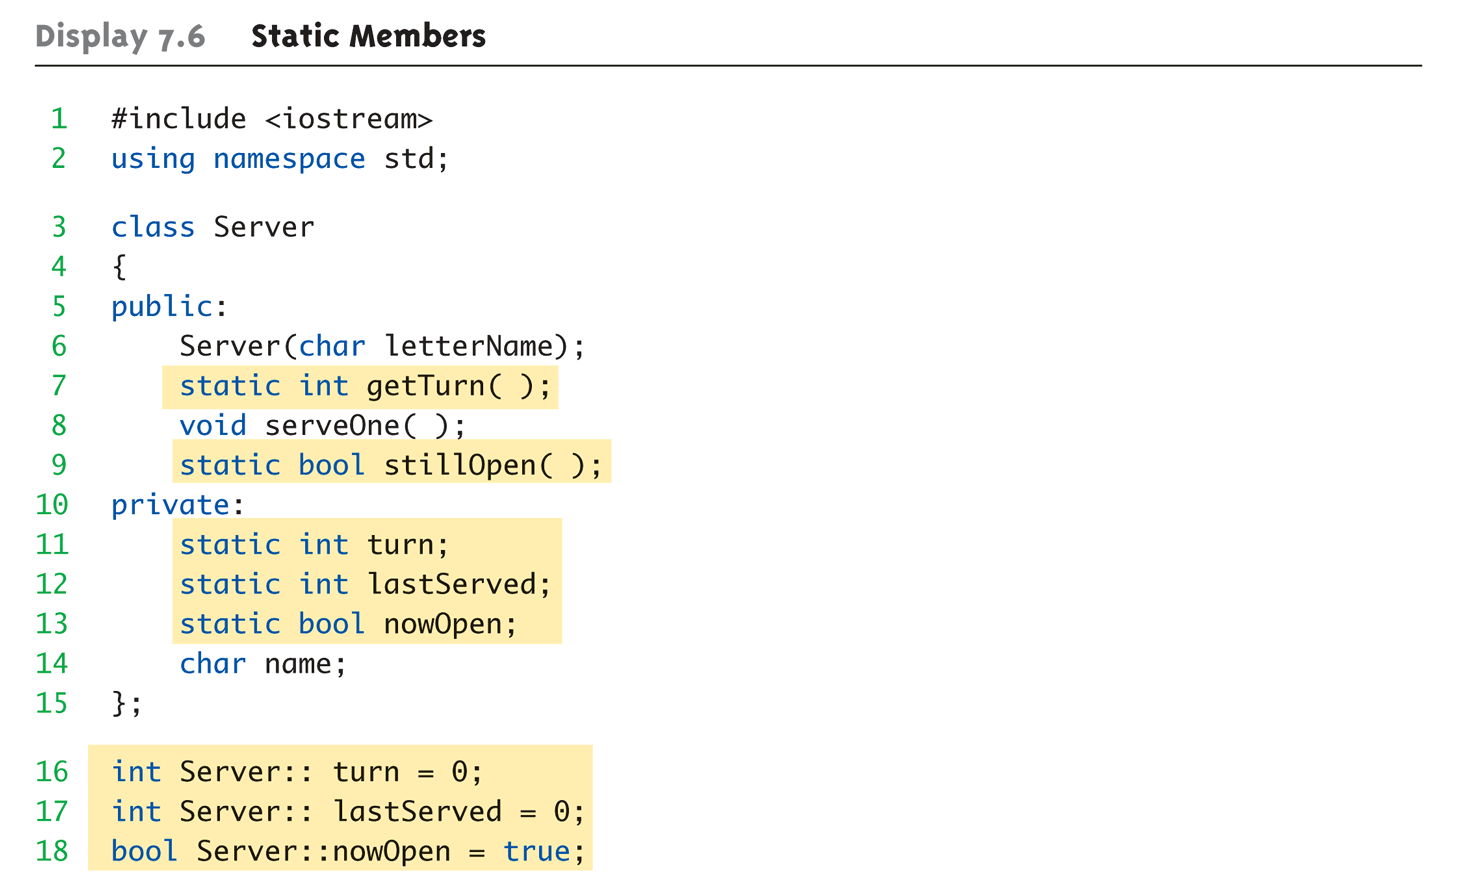 Display 7.6 Static Members
1 #include <iostream>
2 using namespace std;
3 class Server
4 {
5 public:
6     Server(char letterName);
7     static int getTurn( );
8     void serveOne( );
9     static bool stillOpen( );
10 private:
11     static int turn;
12     static int lastServed;
13     static bool nowOpen;
14     char name;
15 };
16 int Server:: turn = 0;
17 int Server:: lastServed = 0;
18 bool Server::nowOpen = true;